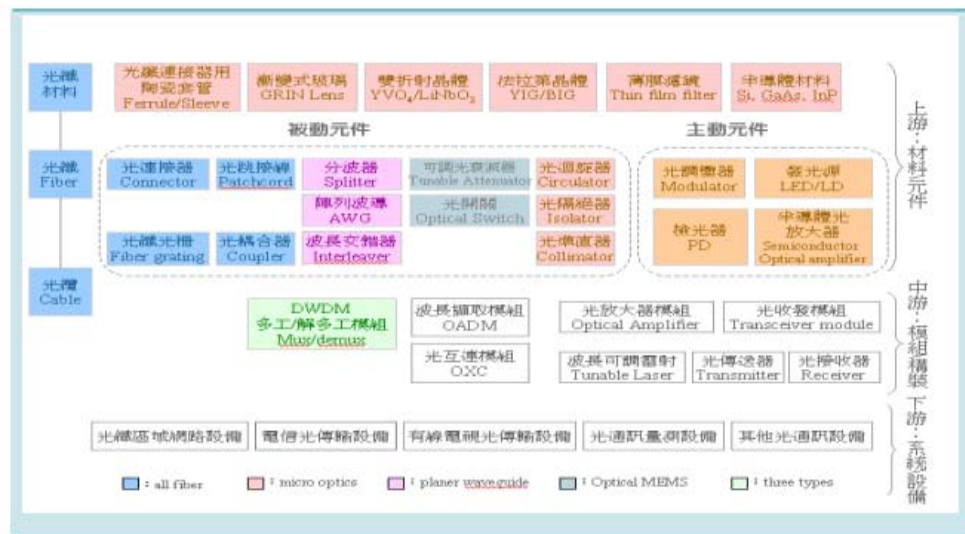 光纖
材料
光纖連接器用
陶瓷套管
Ferrule/Sleeve
漸變式玻璃
GRIN Lens
雙折射晶體
YVO₄/LiNbO₃
法拉第晶體
YIG/BIG
薄膜濾鏡
Thin film filter
半導體材料
Si, GaAs, InP
被動元件
主動元件
光纖
Fiber
光連接器
Connector
光跳接線
Patchcord
分波器
Splitter
可調光衰減器
Tunable Attenuator
光迴旋器
Circulator
光調變器
Modulator
發光源
LED/LD
陣列波導
AWG
光開關
Optical Switch
光隔絕器
Isolator
檢光器
PD
半導體光
放大器
Semiconductor
Optical amplifier
光纖光柵
Fiber grating
光耦合器
Coupler
波長交錯器
Interleaver
光準直器
Collimator
光纜
Cable
上游:材料元件
DWDM
多工/解多工模組
Mux/demux
波長擷取模組
OADM
光放大器模組
Optical Amplifier
光收發模組
Transceiver module
光互連模組
OXC
波長可調雷射
Tunable Laser
光傳送器
Transmitter
光接收器
Receiver
中游:模組構裝
光纖區域網路設備
電信光傳輸設備
有線電視光傳輸設備
光通訊量測設備
其他光通訊設備
下游:系統設備
: all fiber
: micro optics
: planer waveguide
: Optical MEMS
: three types